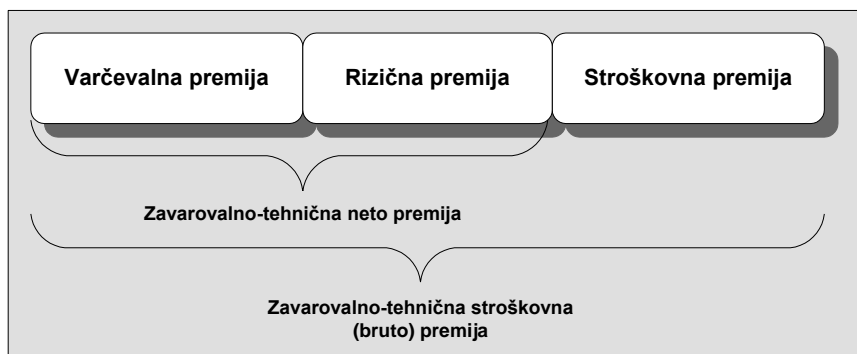 Varčevalna premija
Rizična premija
Stroškovna premija
Zavarovalno-tehnična neto premija
Zavarovalno-tehnična stroškovna
(bruto) premija